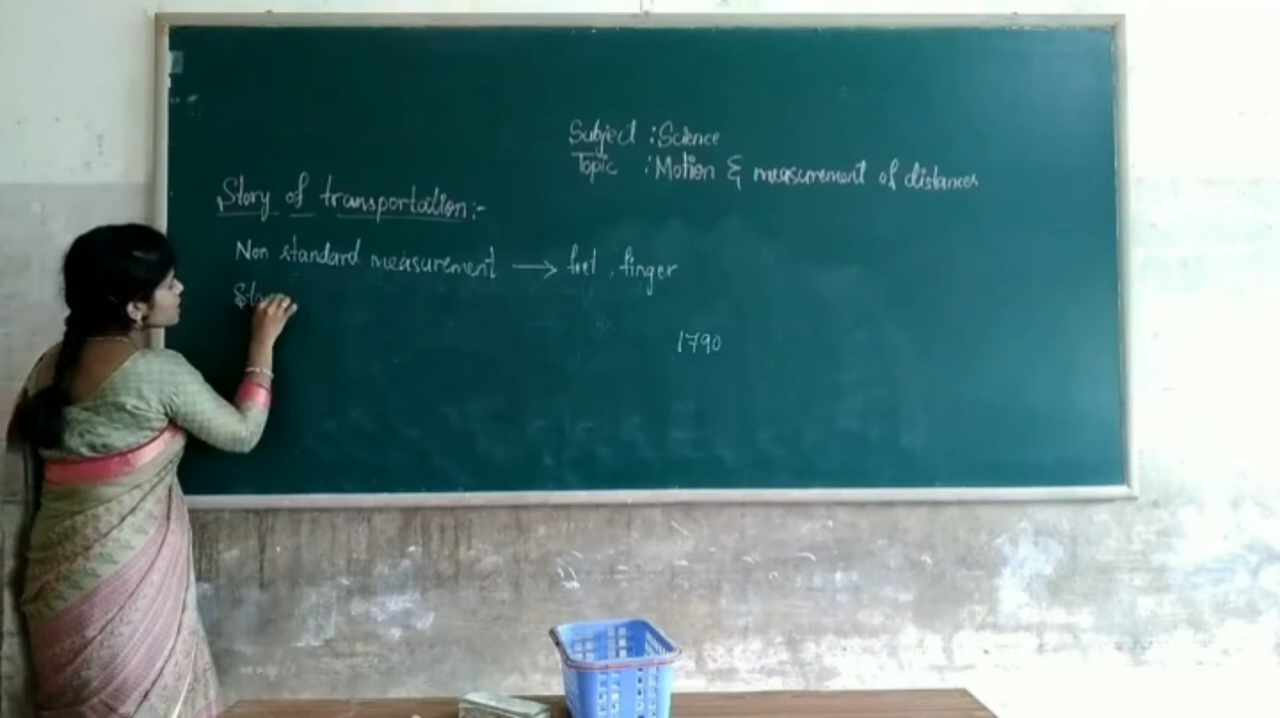 Subject : Science
Topic : Motion & measurement of distances
Story of transportation :-
Non standard measurement → feet , finger
Sta
1790